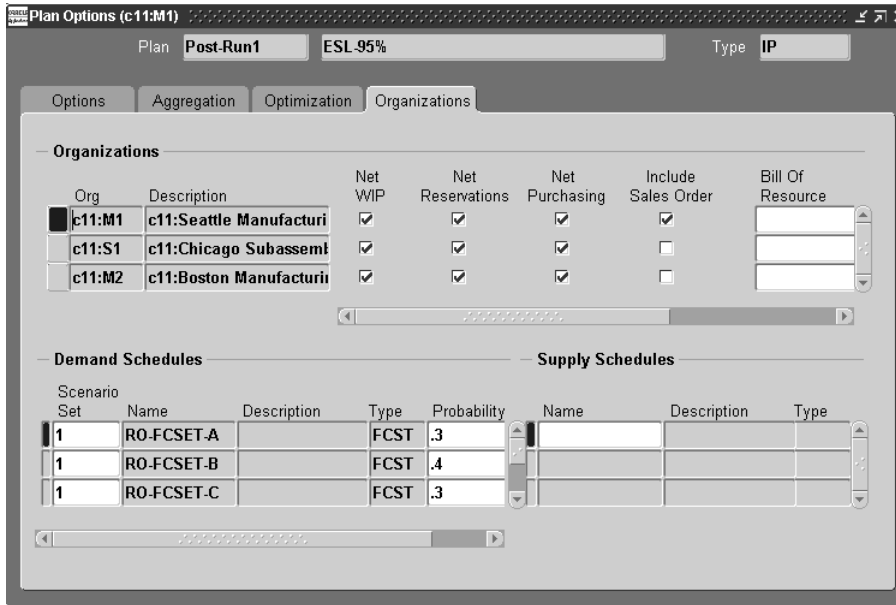 Plan Options (c11:M1)
Plan Post-Run1 ESL-95% Type IP
Options Aggregation Optimization Organizations
Organizations
Net Net Net Include Bill Of
Org Description WIP Reservations Purchasing Sales Order Resource
c11:M1 c11:Seattle Manufacturi
c11:S1 c11:Chicago Subassemb
c11:M2 c11:Boston Manufacturin
Demand Schedules Supply Schedules
Scenario
Set Name Description Type Probability Name Description Type
1 RO-FCSET-A FCST .3
1 RO-FCSET-B FCST .4
1 RO-FCSET-C FCST .3